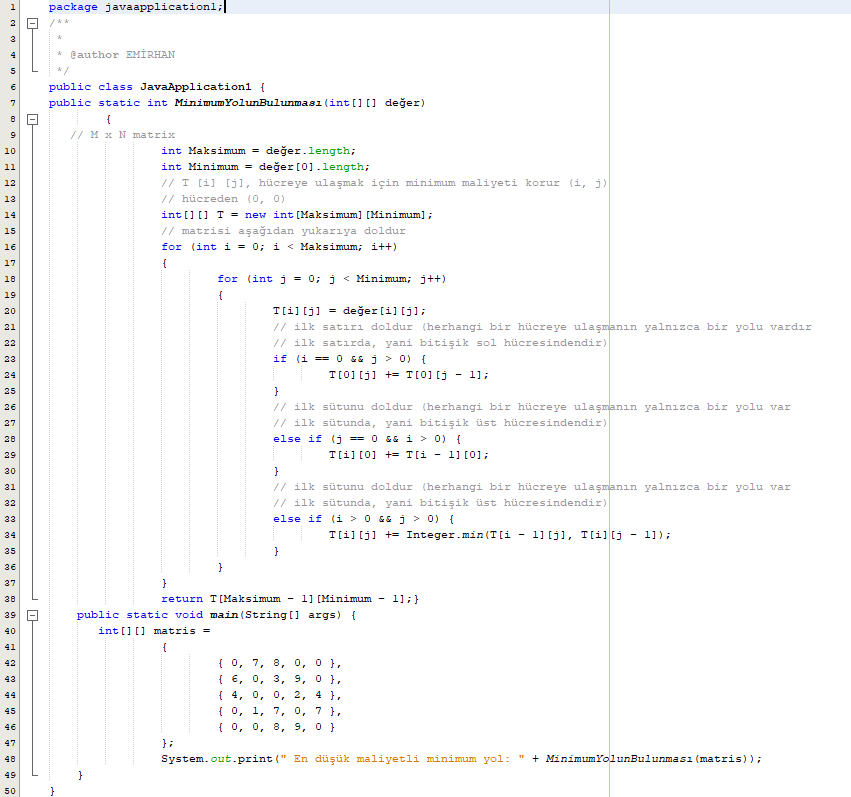 1 package javaapplication1;
2 /**
3  *
4  * @author EMİRHAN
5  */
6 public class JavaApplication1 {
7 public static int MinimumYolunBulunması(int[][] değer)
8         {
9    // M x N matrix
10                 int Maksimum = değer.length;
11                 int Minimum = değer[0].length;
12                 // T [i] [j], hücreye ulaşmak için minimum maliyeti korur (i, j)
13                 // hücreden (0, 0)
14                 int[][] T = new int[Maksimum][Minimum];
15                 // matrisi aşağıdan yukarıya doldur
16                 for (int i = 0; i < Maksimum; i++)
17                 {
18                         for (int j = 0; j < Minimum; j++)
19                         {
20                                 T[i][j] = değer[i][j];
21                                 // ilk satırı doldur (herhangi bir hücreye ulaşmanın yalnızca bir yolu vardır
22                                 // ilk satırda, yani bitişik sol hücresindendir)
23                                 if (i == 0 && j > 0) {
24                                         T[0][j] += T[0][j - 1];
25                                 }
26                                 // ilk sütunu doldur (herhangi bir hücreye ulaşmanın yalnızca bir yolu var
27                                 // ilk sütunda, yani bitişik üst hücresindendir)
28                                 else if (j == 0 && i > 0) {
29                                         T[i][0] += T[i - 1][0];
30                                 }
31                                 // ilk sütunu doldur (herhangi bir hücreye ulaşmanın yalnızca bir yolu var
32                                 // ilk sütunda, yani bitişik üst hücresindendir)
33                                 else if (i > 0 && j > 0) {
34                                         T[i][j] += Integer.min(T[i - 1][j], T[i][j - 1]);
35                                 }
36                         }
37                 }
38                 return T[Maksimum - 1][Minimum - 1];}
39     public static void main(String[] args) {
40        int[][] matris =
41                 {
42                         { 0, 7, 8, 0, 0 },
43                         { 6, 0, 3, 9, 0 },
44                         { 4, 0, 0, 2, 4 },
45                         { 0, 1, 7, 0, 7 },
46                         { 0, 0, 8, 9, 0 }
47                 };
48                 System.out.print(" En düşük maliyetli minimum yol: " + MinimumYolunBulunması(matris));
49     }
50 }